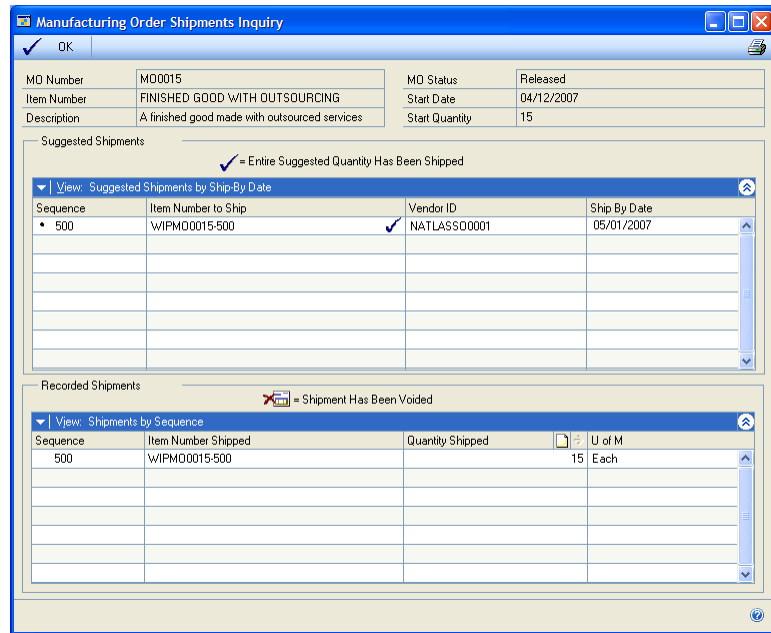 Manufacturing Order Shipments Inquiry
OK
MO Number MO0015 MO Status Released
Item Number FINISHED GOOD WITH OUTSOURCING Start Date 04/12/2007
Description A finished good made with outsourced services Start Quantity 15
Suggested Shipments
= Entire Suggested Quantity Has Been Shipped
View: Suggested Shipments by Ship-By Date
Sequence Item Number to Ship Vendor ID Ship By Date
• 500 WIPMO0015-500 NATLASSO0001 05/01/2007
Recorded Shipments
= Shipment Has Been Voided
View: Shipments by Sequence
Sequence Item Number Shipped Quantity Shipped U of M
500 WIPMO0015-500 15 Each